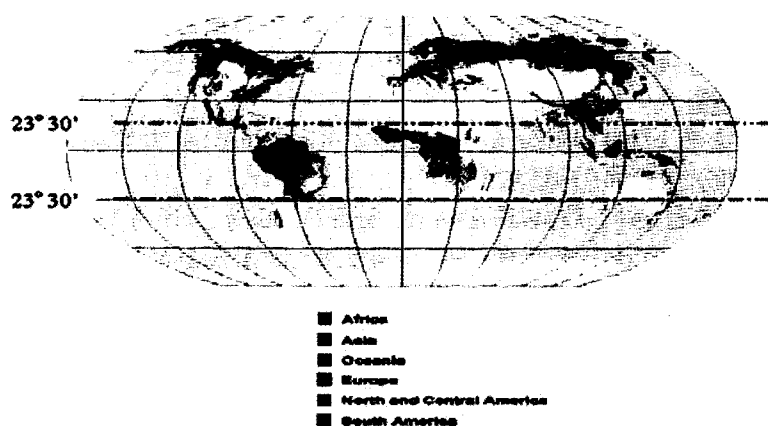 23° 30'
23° 30'
Africa
Asia
Oceania
Europe
North and Central America
South America